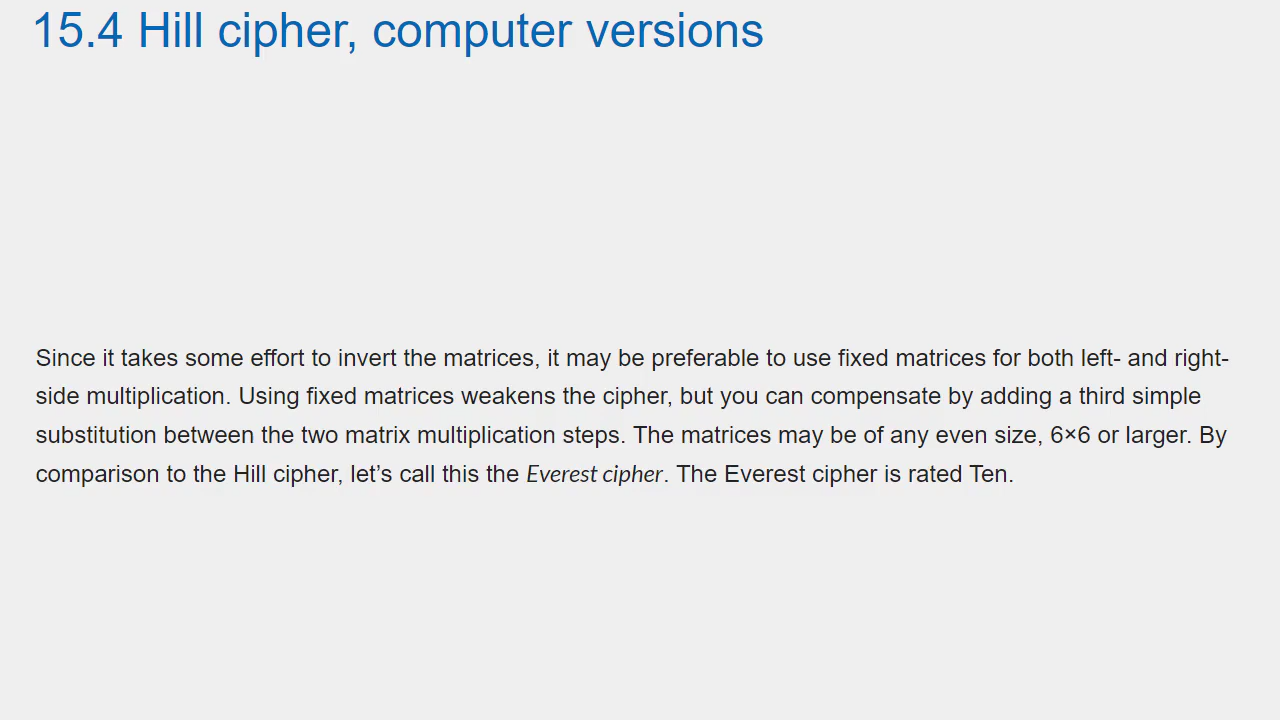 15.4 Hill cipher, computer versions
Since it takes some effort to invert the matrices, it may be preferable to use fixed matrices for both left- and right-
side multiplication. Using fixed matrices weakens the cipher, but you can compensate by adding a third simple
substitution between the two matrix multiplication steps. The matrices may be of any even size, 6×6 or larger. By
comparison to the Hill cipher, let’s call this the Everest cipher. The Everest cipher is rated Ten.